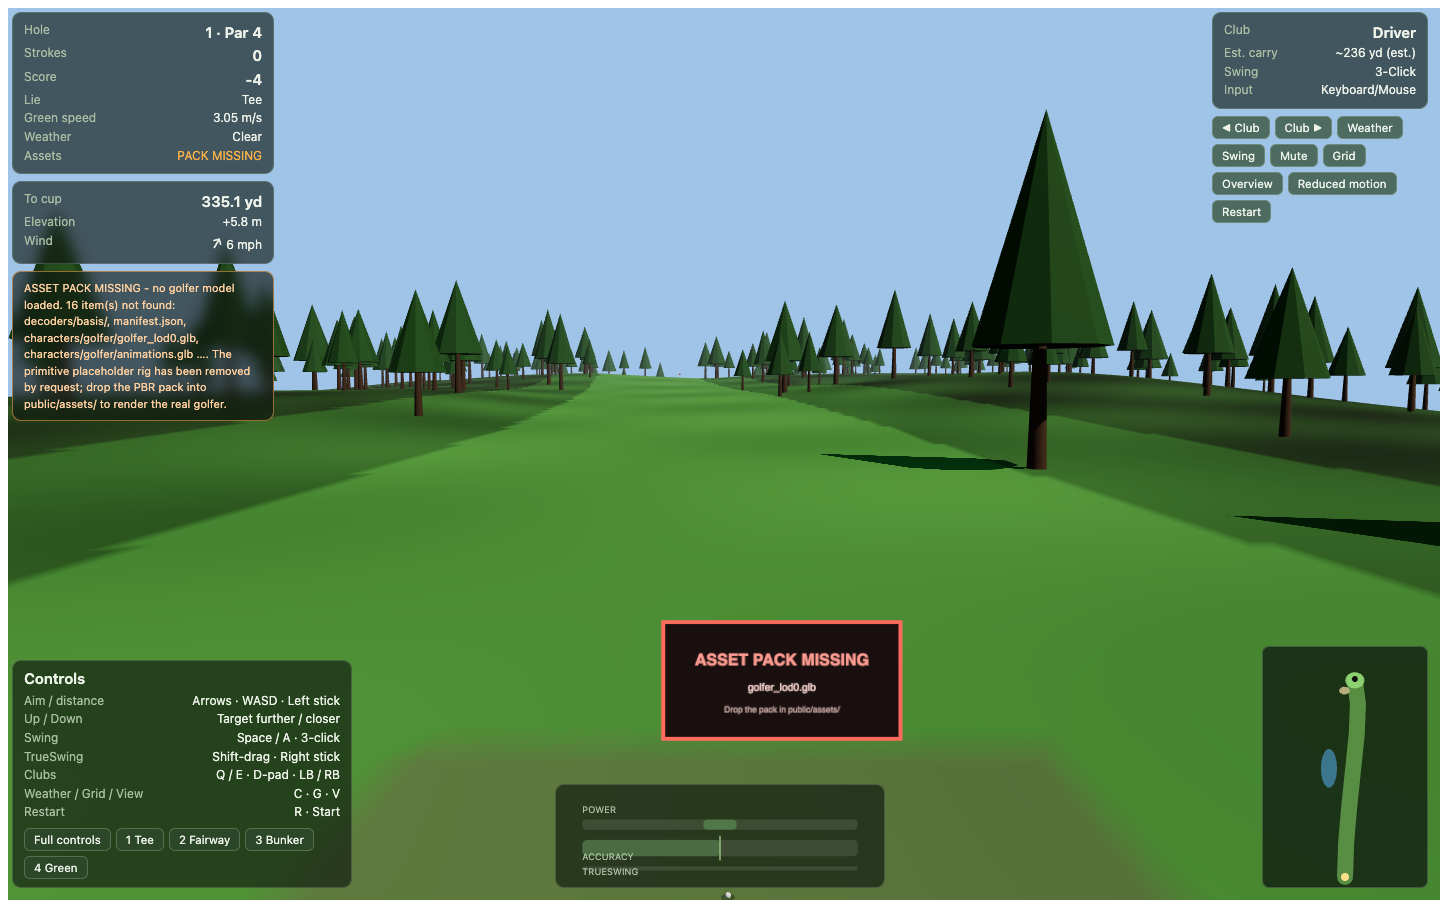 Hole 1 · Par 4
Strokes 0
Score -4
Lie Tee
Green speed 3.05 m/s
Weather Clear
Assets PACK MISSING
To cup 335.1 yd
Elevation +5.8 m
Wind ↗ 6 mph
ASSET PACK MISSING - no golfer model
loaded. 16 item(s) not found:
decoders/basis/, manifest.json,
characters/golfer/golfer_lod0.glb,
characters/golfer/animations.glb .... The
primitive placeholder rig has been removed
by request; drop the PBR pack into
public/assets/ to render the real golfer.
Club Driver
Est. carry ~236 yd (est.)
Swing 3-Click
Input Keyboard/Mouse
◀ Club Club ▶ Weather
Swing Mute Grid
Overview Reduced motion
Restart
ASSET PACK MISSING
golfer_lod0.glb
Drop the pack in public/assets/
Controls
Aim / distance Arrows · WASD · Left stick
Up / Down Target further / closer
Swing Space / A · 3-click
TrueSwing Shift-drag · Right stick
Clubs Q / E · D-pad · LB / RB
Weather / Grid / View C · G · V
Restart R · Start
Full controls 1 Tee 2 Fairway 3 Bunker
4 Green
POWER
ACCURACY
TRUESWING